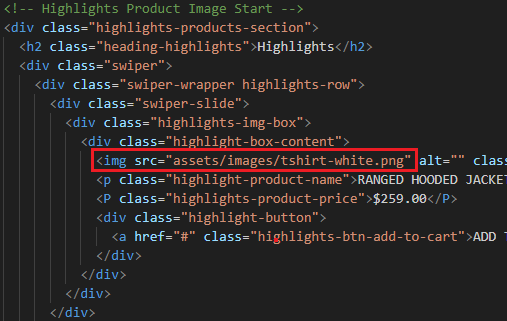 <!-- Highlights Product Image Start -->
<div class="highlights-products-section">
<h2 class="heading-highlights">Highlights</h2>
<div class="swiper">
<div class="swiper-wrapper highlights-row">
<div class="swiper-slide">
<div class="highlights-img-box">
<div class="highlight-box-content">
<img src="assets/images/tshirt-white.png" alt="" clas
<p class="highlight-product-name">RANGED HOODED JACKET
<P class="highlights-product-price">$259.00</P>
<div class="highlight-button">
<a href="#" class="highlights-btn-add-to-cart">ADD T
</div>
</div>
</div>
</div>